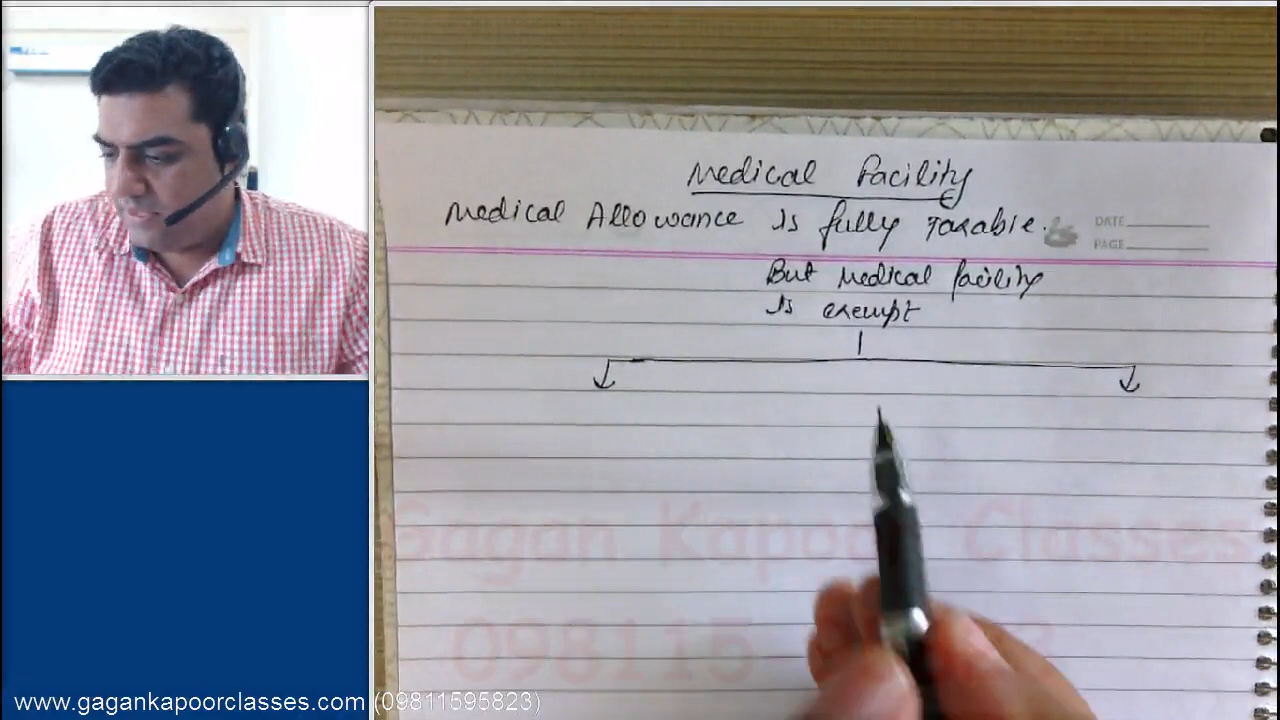 Medical Facility
Medical Allowance is fully Taxable.
DATE
PAGE
But Medical facility
is exempt
Gagan Kapoor Classes
098115
www.gagankapoorclasses.com (09811595823)